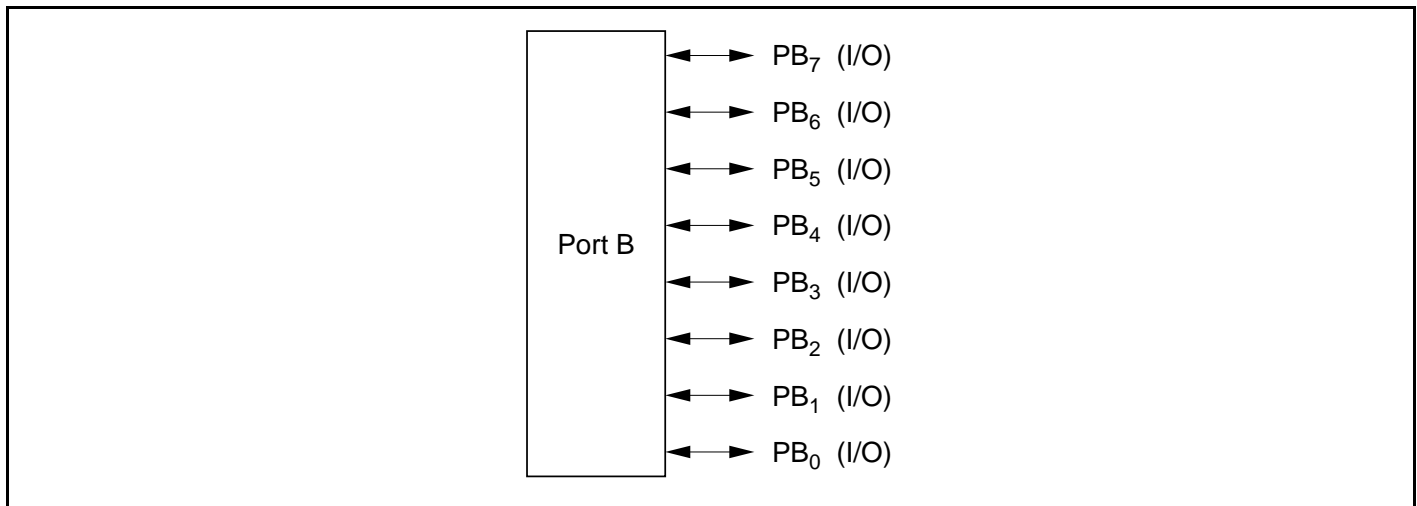 PB₇ (I/O)
PB₆ (I/O)
PB₅ (I/O)
PB₄ (I/O)
Port B
PB₃ (I/O)
PB₂ (I/O)
PB₁ (I/O)
PB₀ (I/O)